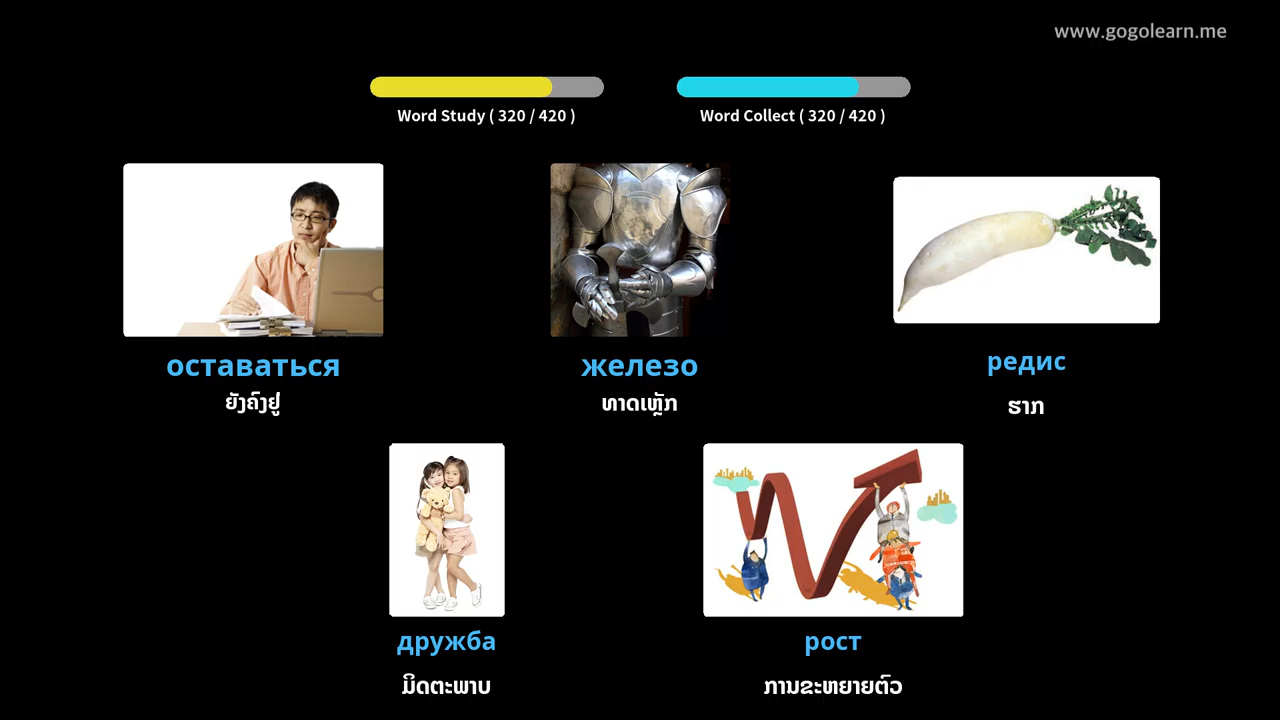 www.gogolearn.me
Word Study ( 320 / 420 )
Word Collect ( 320 / 420 )
оставаться
ຍັງຄົງຢູ່
железо
ທາດເຫຼັກ
редис
ຮາກ
дружба
ມິດຕະພາບ
рост
ການຂະຫຍາຍຕົວ